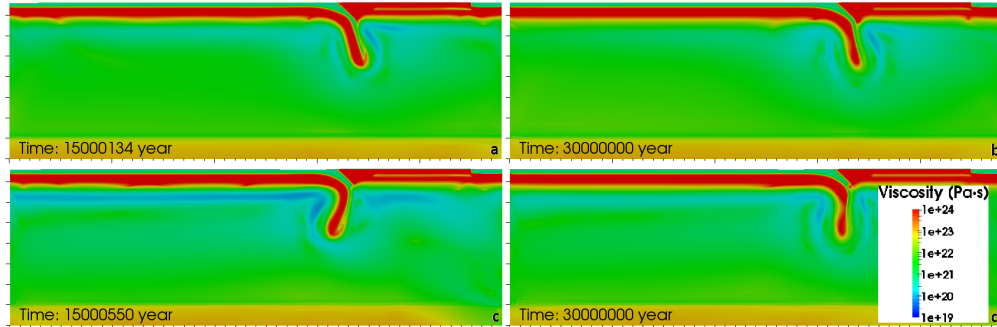 Time: 15000134 year
a
Time: 30000000 year
b
Time: 15000550 year
c
Time: 30000000 year
Viscosity (Pa·s)
1e+24
1e+23
1e+22
1e+21
1e+20
1e+19
d